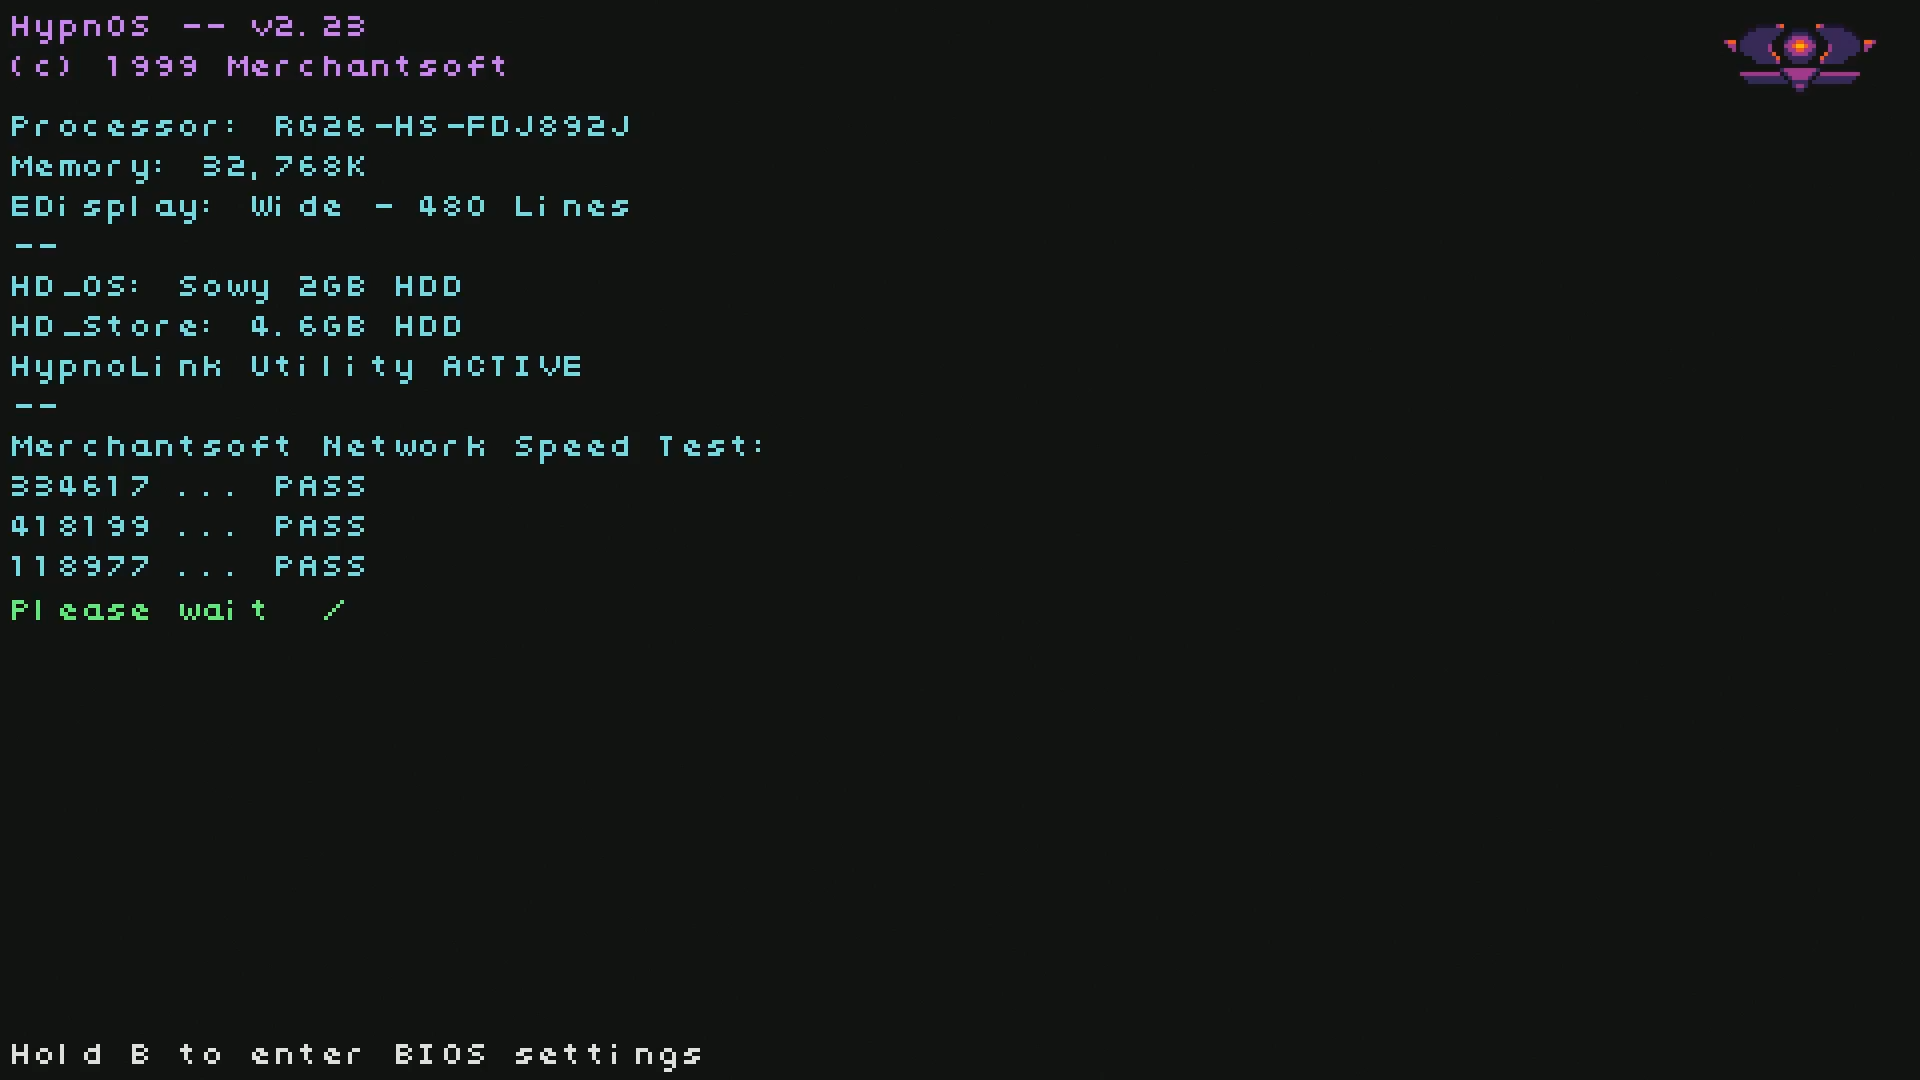 HypnOS -- v2.23
(c) 1999 Merchantsoft
Processor: RG26-HS-FDJ892J
Memory: 32,768K
EDisplay: Wide - 480 Lines
--
HD_OS: Sowy 2GB HDD
HD_Store: 4.6GB HDD
HypnoLink Utility ACTIVE
--
Merchantsoft Network Speed Test:
334617 ... PASS
418199 ... PASS
118977 ... PASS
Please wait /
Hold B to enter BIOS settings